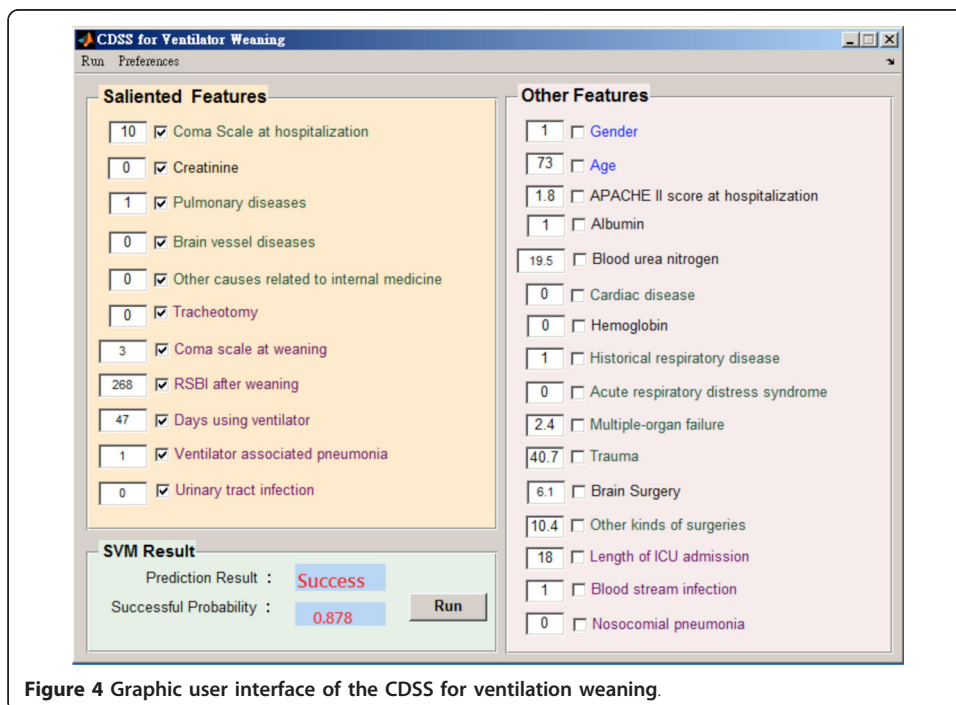 CDSS for Ventilator Weaning
Run Preferences
Saliented Features
10 Coma Scale at hospitalization
0 Creatinine
1 Pulmonary diseases
0 Brain vessel diseases
0 Other causes related to internal medicine
0 Tracheotomy
3 Coma scale at weaning
268 RSBI after weaning
47 Days using ventilator
1 Ventilator associated pneumonia
0 Urinary tract infection
SVM Result
Prediction Result : Success
Successful Probability : 0.878
Run
Other Features
1 Gender
73 Age
1.8 APACHE II score at hospitalization
1 Albumin
19.5 Blood urea nitrogen
0 Cardiac disease
0 Hemoglobin
1 Historical respiratory disease
0 Acute respiratory distress syndrome
2.4 Multiple-organ failure
40.7 Trauma
6.1 Brain Surgery
10.4 Other kinds of surgeries
18 Length of ICU admission
1 Blood stream infection
0 Nosocomial pneumonia
Figure 4 Graphic user interface of the CDSS for ventilation weaning.